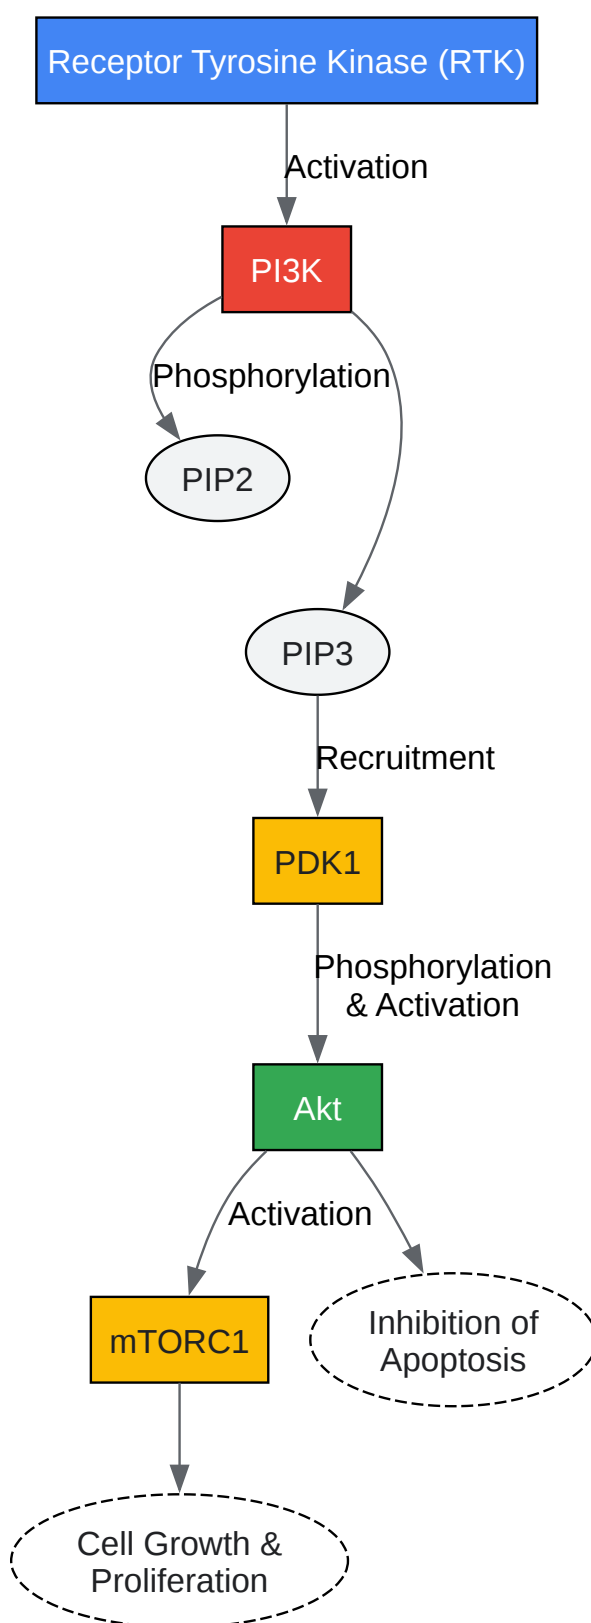 Receptor Tyrosine Kinase (RTK)
Activation
PI3K
Phosphorylation
PIP2
PIP3
Recruitment
PDK1
Phosphorylation
& Activation
Akt
Activation
Inhibition of
Apoptosis
mTORC1
Cell Growth &
Proliferation